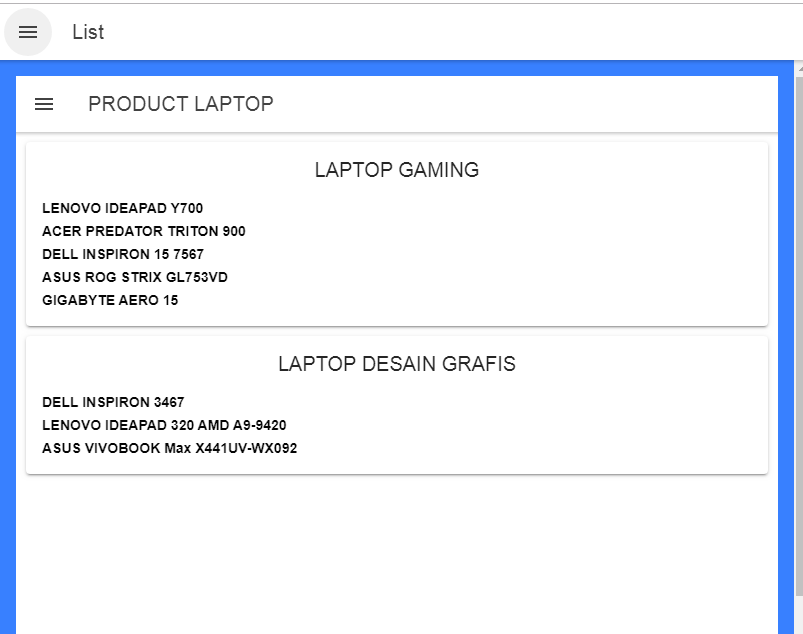 List
PRODUCT LAPTOP
LAPTOP GAMING
LENOVO IDEAPAD Y700
ACER PREDATOR TRITON 900
DELL INSPIRON 15 7567
ASUS ROG STRIX GL753VD
GIGABYTE AERO 15
LAPTOP DESAIN GRAFIS
DELL INSPIRON 3467
LENOVO IDEAPAD 320 AMD A9-9420
ASUS VIVOBOOK Max X441UV-WX092